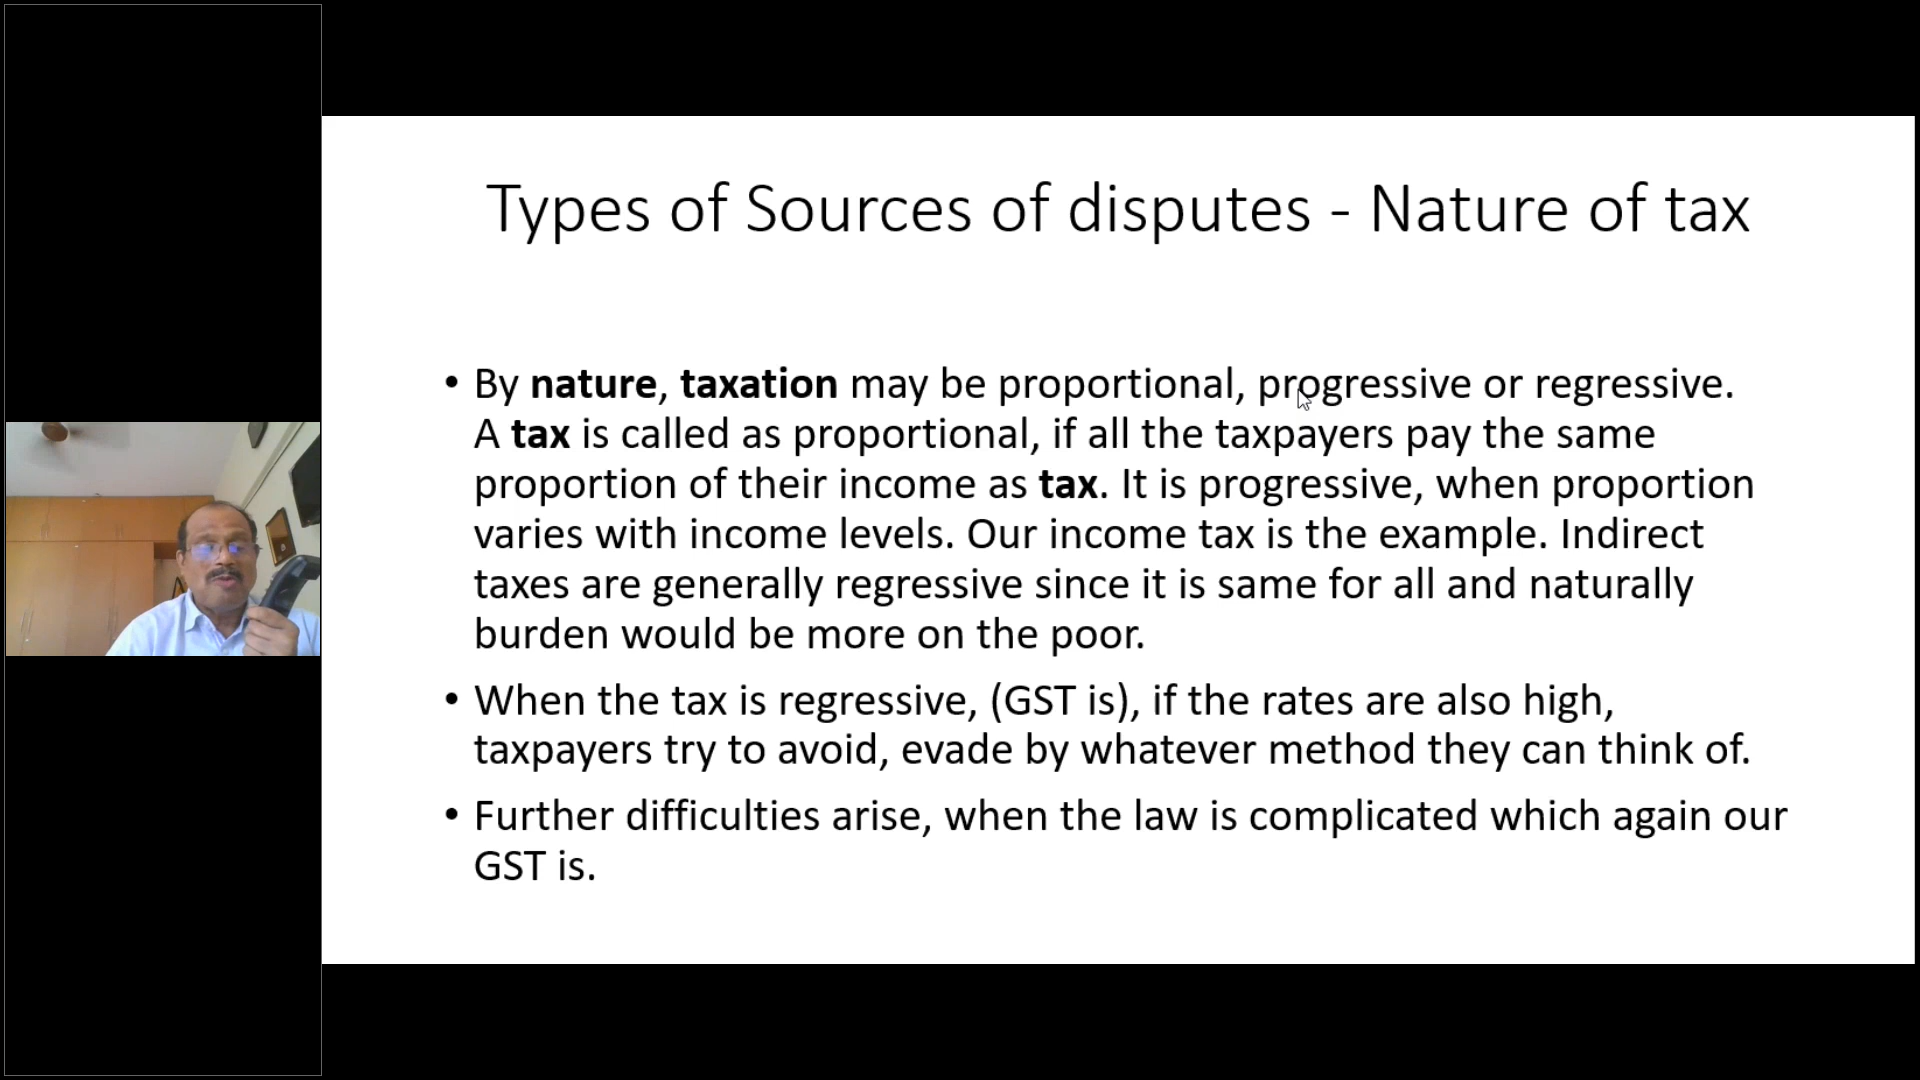 Types of Sources of disputes - Nature of tax
• By nature, taxation may be proportional, progressive or regressive.
A tax is called as proportional, if all the taxpayers pay the same
proportion of their income as tax. It is progressive, when proportion
varies with income levels. Our income tax is the example. Indirect
taxes are generally regressive since it is same for all and naturally
burden would be more on the poor.
• When the tax is regressive, (GST is), if the rates are also high,
taxpayers try to avoid, evade by whatever method they can think of.
• Further difficulties arise, when the law is complicated which again our
GST is.